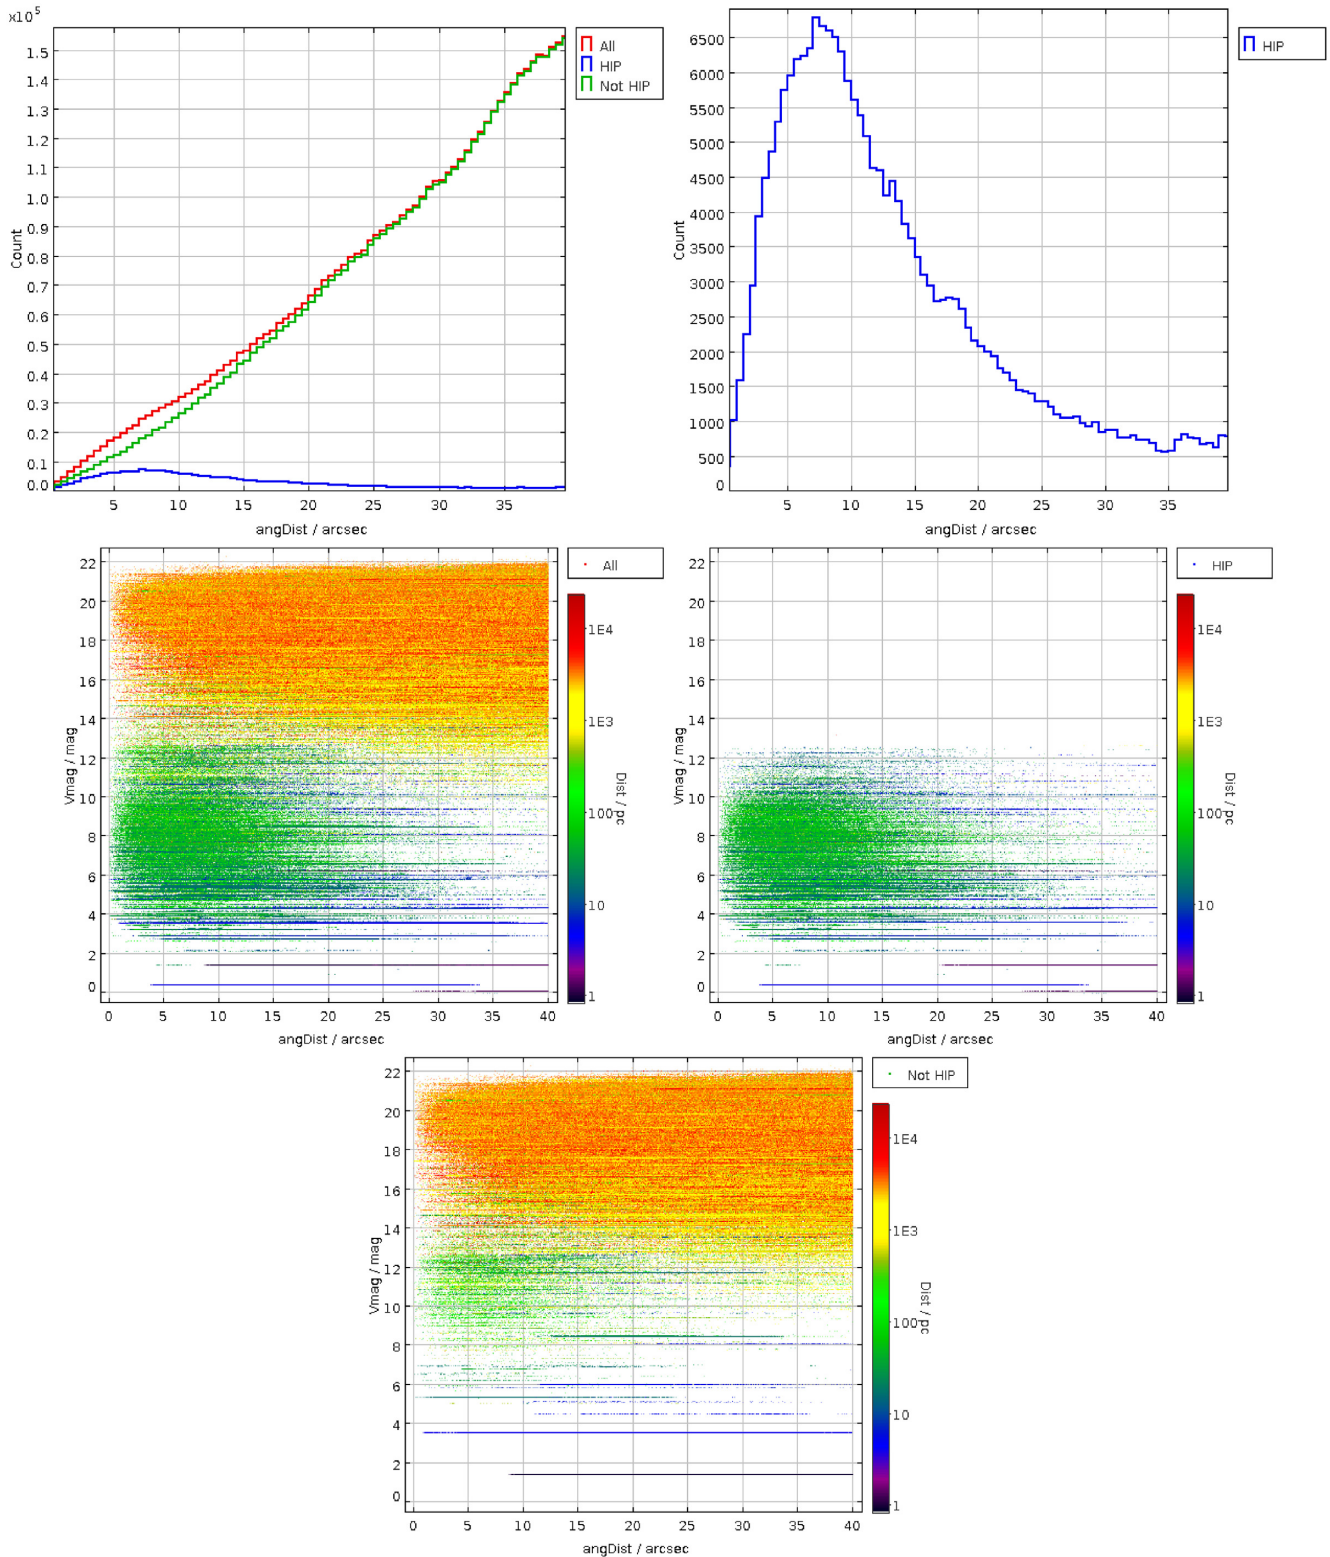 x10⁵
1.5
1.4
1.3
1.2
1.1
1.0
0.9
0.8
0.7
0.6
0.5
0.4
0.3
0.2
0.1
0.0
Count
5 10 15 20 25 30 35
angDist / arcsec
All
HIP
Not HIP
6500
6000
5500
5000
4500
4000
3500
3000
2500
2000
1500
1000
500
0
Count
5 10 15 20 25 30 35
angDist / arcsec
HIP
22
20
18
16
14
12
10
8
6
4
2
0
Vmag / mag
0 5 10 15 20 25 30 35 40
angDist / arcsec
All
1E4
1E3
100
10
1
Dist / pc
22
20
18
16
14
12
10
8
6
4
2
0
Vmag / mag
0 5 10 15 20 25 30 35 40
angDist / arcsec
HIP
1E4
1E3
100
10
1
Dist / pc
22
20
18
16
14
12
10
8
6
4
2
0
Vmag / mag
0 5 10 15 20 25 30 35 40
angDist / arcsec
Not HIP
1E4
1E3
100
10
1
Dist / pc